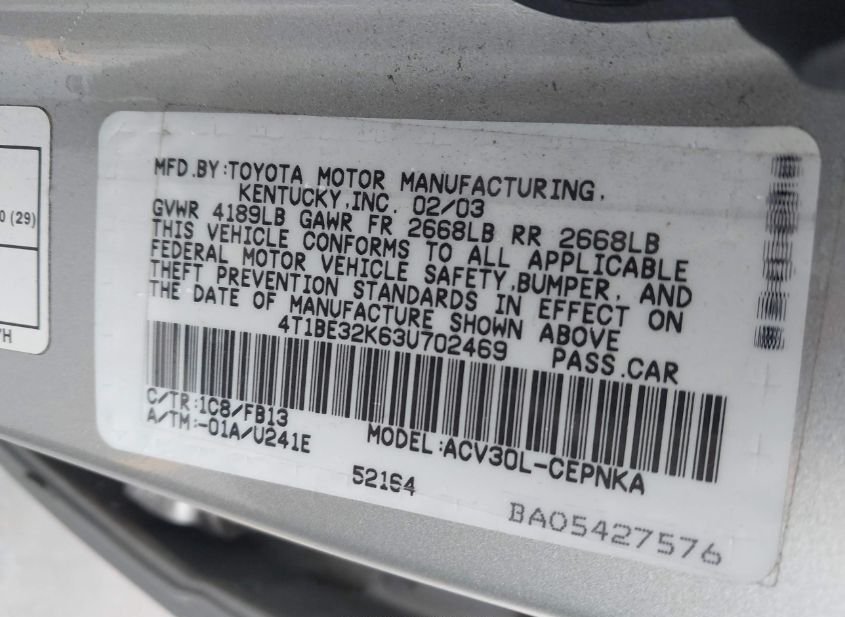 MFD.BY:TOYOTA MOTOR MANUFACTURING,
KENTUCKY,INC. 02/03
GVWR 4189LB GAWR FR 2668LB RR 2668LB
THIS VEHICLE CONFORMS TO ALL APPLICABLE
FEDERAL MOTOR VEHICLE SAFETY,BUMPER, AND
THEFT PREVENTION STANDARDS IN EFFECT ON
THE DATE OF MANUFACTURE SHOWN ABOVE
4T1BE32K63U702469 PASS.CAR
C/TR:1C8/FB13
A/TM:-01A/U241E MODEL:ACV30L-CEPNKA
52164
BA05427576
0 (29)